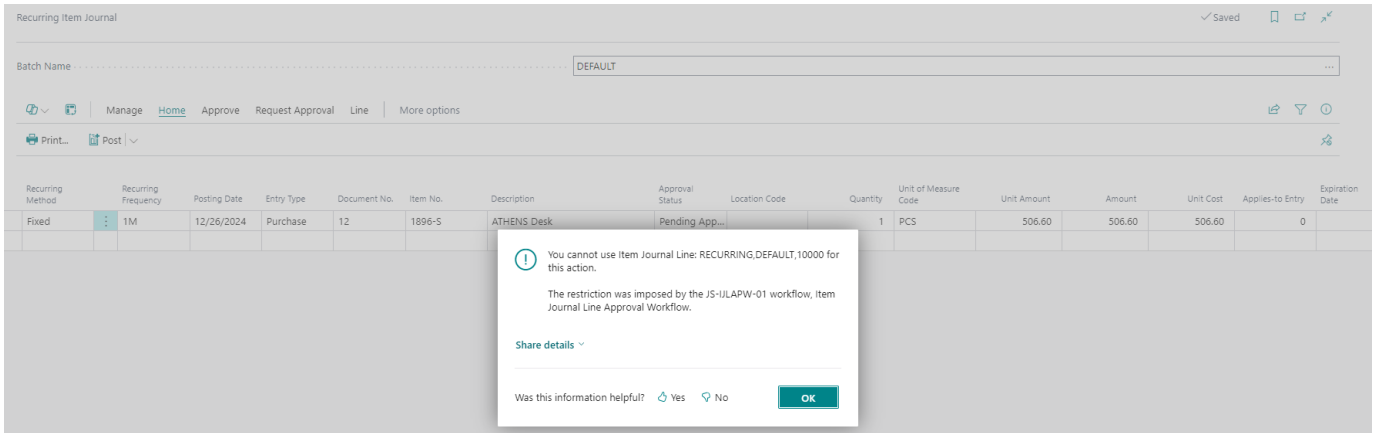 Recurring Item Journal
Saved
Batch Name
DEFAULT
Manage Home Approve Request Approval Line More options
Print... Post
Recurring Method Recurring Frequency Posting Date Entry Type Document No. Item No. Description Approval Status Location Code Quantity Unit of Measure Code Unit Amount Amount Unit Cost Applies-to Entry Expiration Date
Fixed 1M 12/26/2024 Purchase 12 1896-S ATHENS Desk Pending App... 1 PCS 506.60 506.60 506.60 0
You cannot use Item Journal Line: RECURRING,DEFAULT,10000 for
this action.
The restriction was imposed by the JS-IJLAPW-01 workflow, Item
Journal Line Approval Workflow.
Share details
Was this information helpful? Yes No
OK